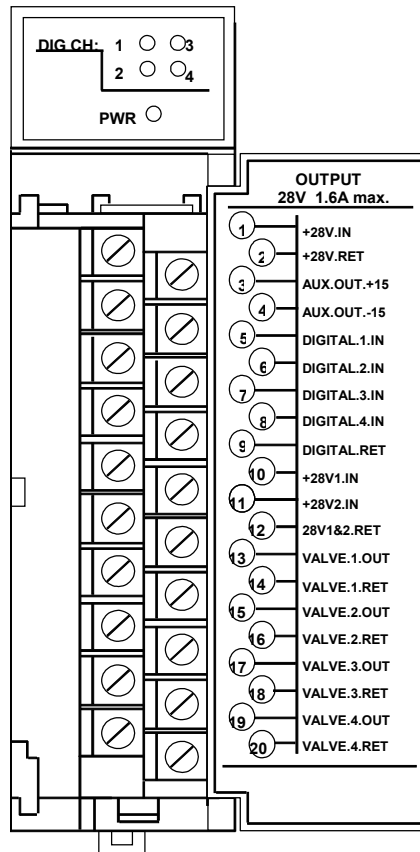 DIG CH: 1 3
2 4
PWR
OUTPUT
28V 1.6A max.
1 +28V.IN
2 +28V.RET
3 AUX.OUT.+15
4 AUX.OUT.-15
5 DIGITAL.1.IN
6 DIGITAL.2.IN
7 DIGITAL.3.IN
8 DIGITAL.4.IN
9 DIGITAL.RET
10 +28V1.IN
11 +28V2.IN
12 28V1&2.RET
13 VALVE.1.OUT
14 VALVE.1.RET
15 VALVE.2.OUT
16 VALVE.2.RET
17 VALVE.3.OUT
18 VALVE.3.RET
19 VALVE.4.OUT
20 VALVE.4.RET